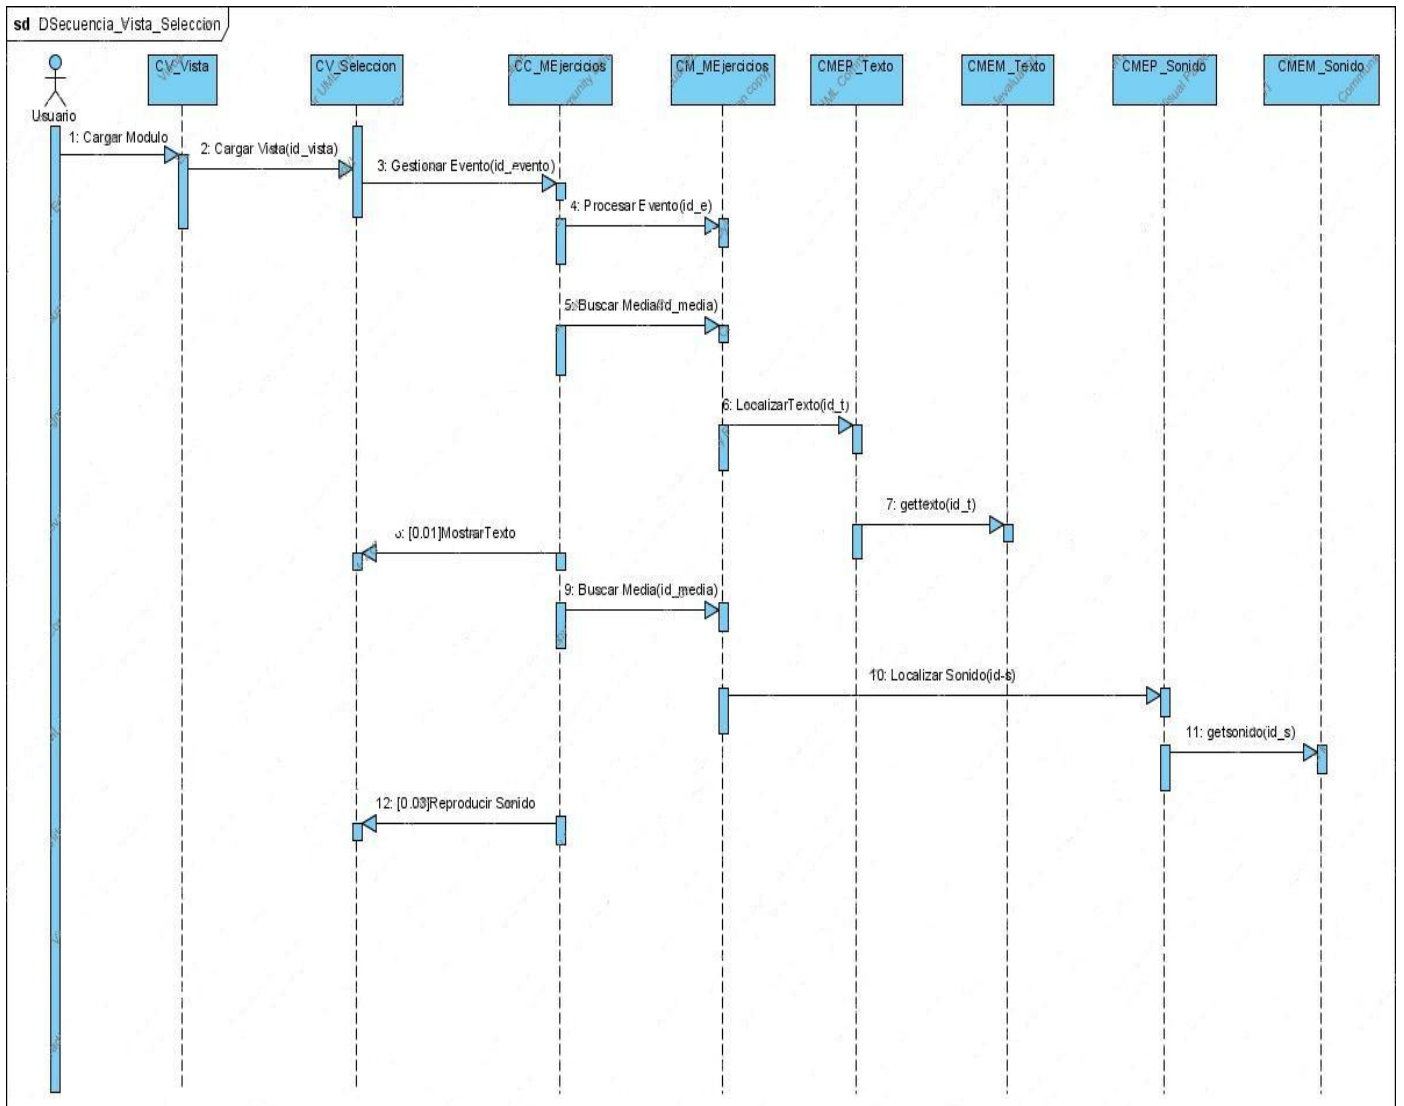 sd DSecuencia_Vista_Seleccion
CV_Vista
CV_Seleccion
CC_MEjercicios
CM_MEjercicios
CMEP_Texto
CMEM_Texto
CMEP_Sonido
CMEM_Sonido
Usuario
1: Cargar Modulo
2: Cargar Vista(id_vista)
3: Gestionar Evento(id_evento)
4: Procesar Evento(id_e)
5: Buscar Media(id_media)
6: LocalizarTexto(id_t)
7: gettexto(id_t)
: [0.01]MostrarTexto
9: Buscar Media(id_media)
10: Localizar Sonido(id-s)
11: getsonido(id_s)
12: [0.03]Reproducir Sonido